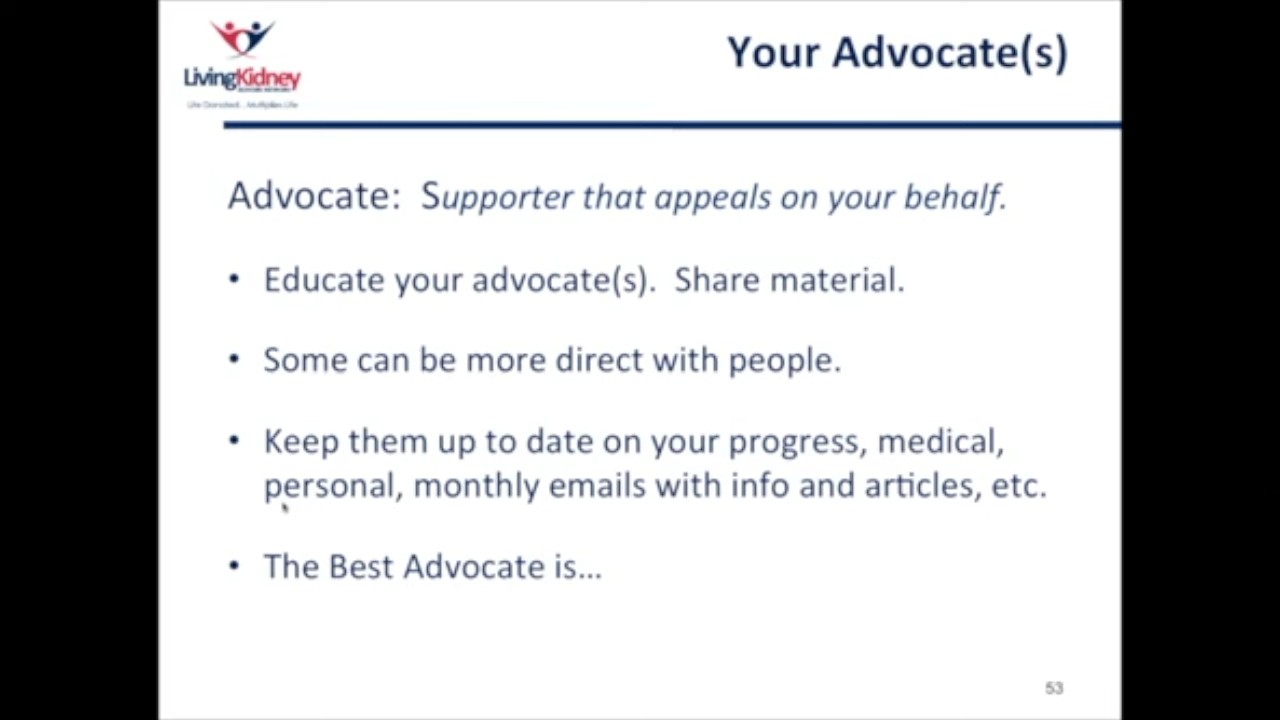 LivingKidney
Your Advocate(s)
Advocate: Supporter that appeals on your behalf.
• Educate your advocate(s). Share material.
• Some can be more direct with people.
• Keep them up to date on your progress, medical,
personal, monthly emails with info and articles, etc.
• The Best Advocate is...
53